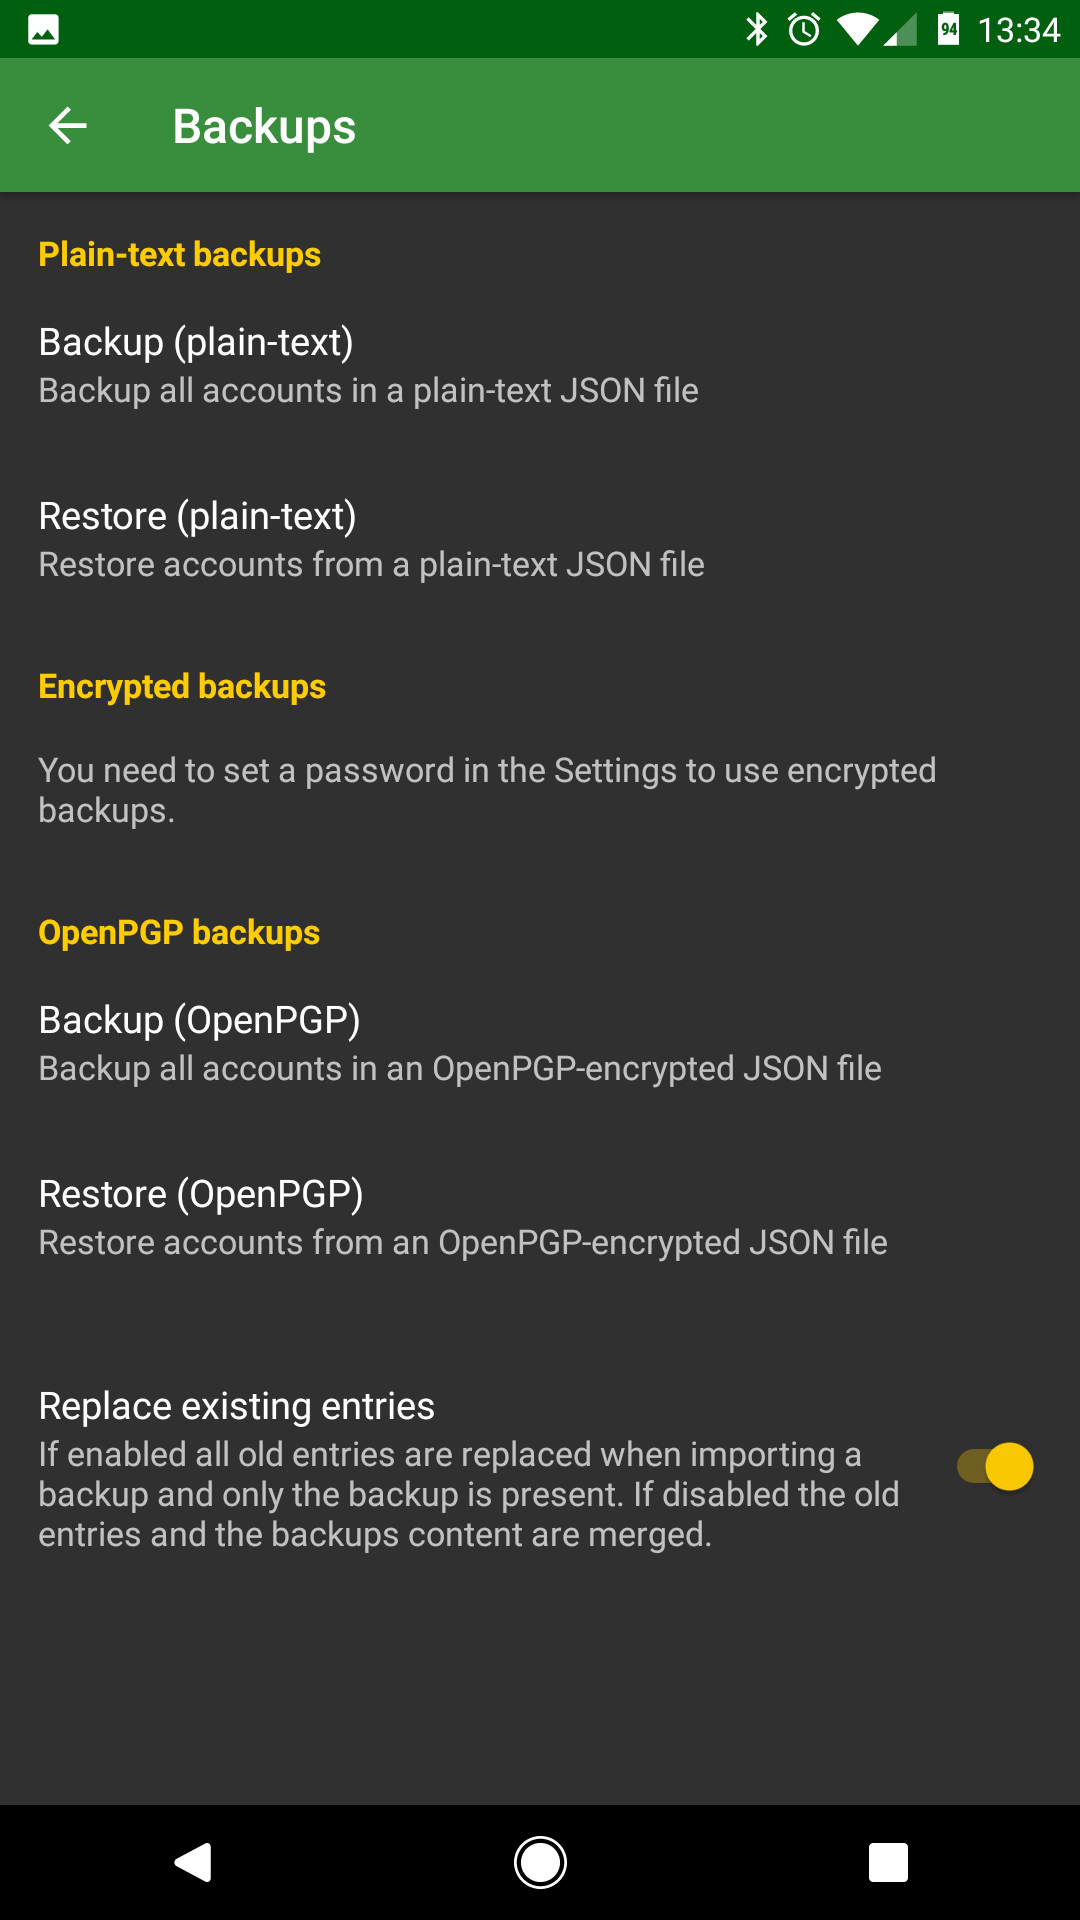 94 13:34
Backups
Plain-text backups
Backup (plain-text)
Backup all accounts in a plain-text JSON file
Restore (plain-text)
Restore accounts from a plain-text JSON file
Encrypted backups
You need to set a password in the Settings to use encrypted
backups.
OpenPGP backups
Backup (OpenPGP)
Backup all accounts in an OpenPGP-encrypted JSON file
Restore (OpenPGP)
Restore accounts from an OpenPGP-encrypted JSON file
Replace existing entries
If enabled all old entries are replaced when importing a
backup and only the backup is present. If disabled the old
entries and the backups content are merged.